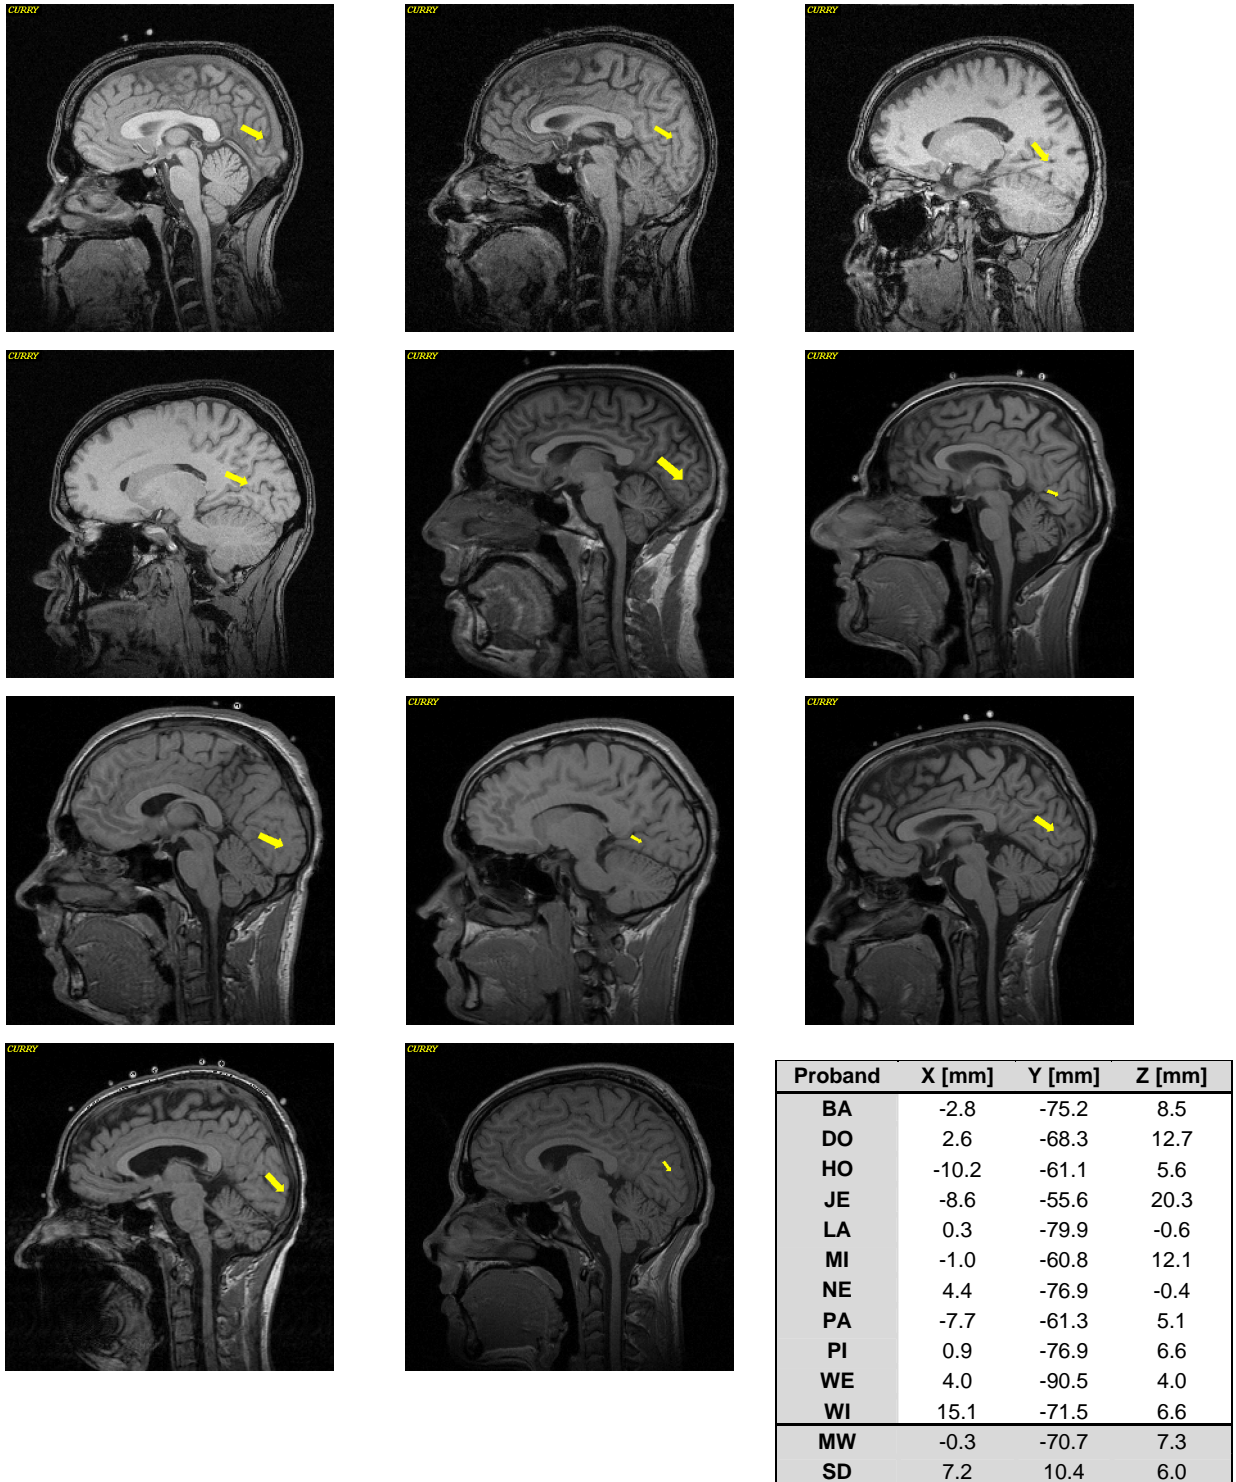 CURRY
CURRY
CURRY
CURRY
CURRY
CURRY
CURRY
CURRY
CURRY
CURRY
CURRY
Proband X [mm] Y [mm] Z [mm]
BA -2.8 -75.2 8.5
DO 2.6 -68.3 12.7
HO -10.2 -61.1 5.6
JE -8.6 -55.6 20.3
LA 0.3 -79.9 -0.6
MI -1.0 -60.8 12.1
NE 4.4 -76.9 -0.4
PA -7.7 -61.3 5.1
PI 0.9 -76.9 6.6
WE 4.0 -90.5 4.0
WI 15.1 -71.5 6.6
MW -0.3 -70.7 7.3
SD 7.2 10.4 6.0